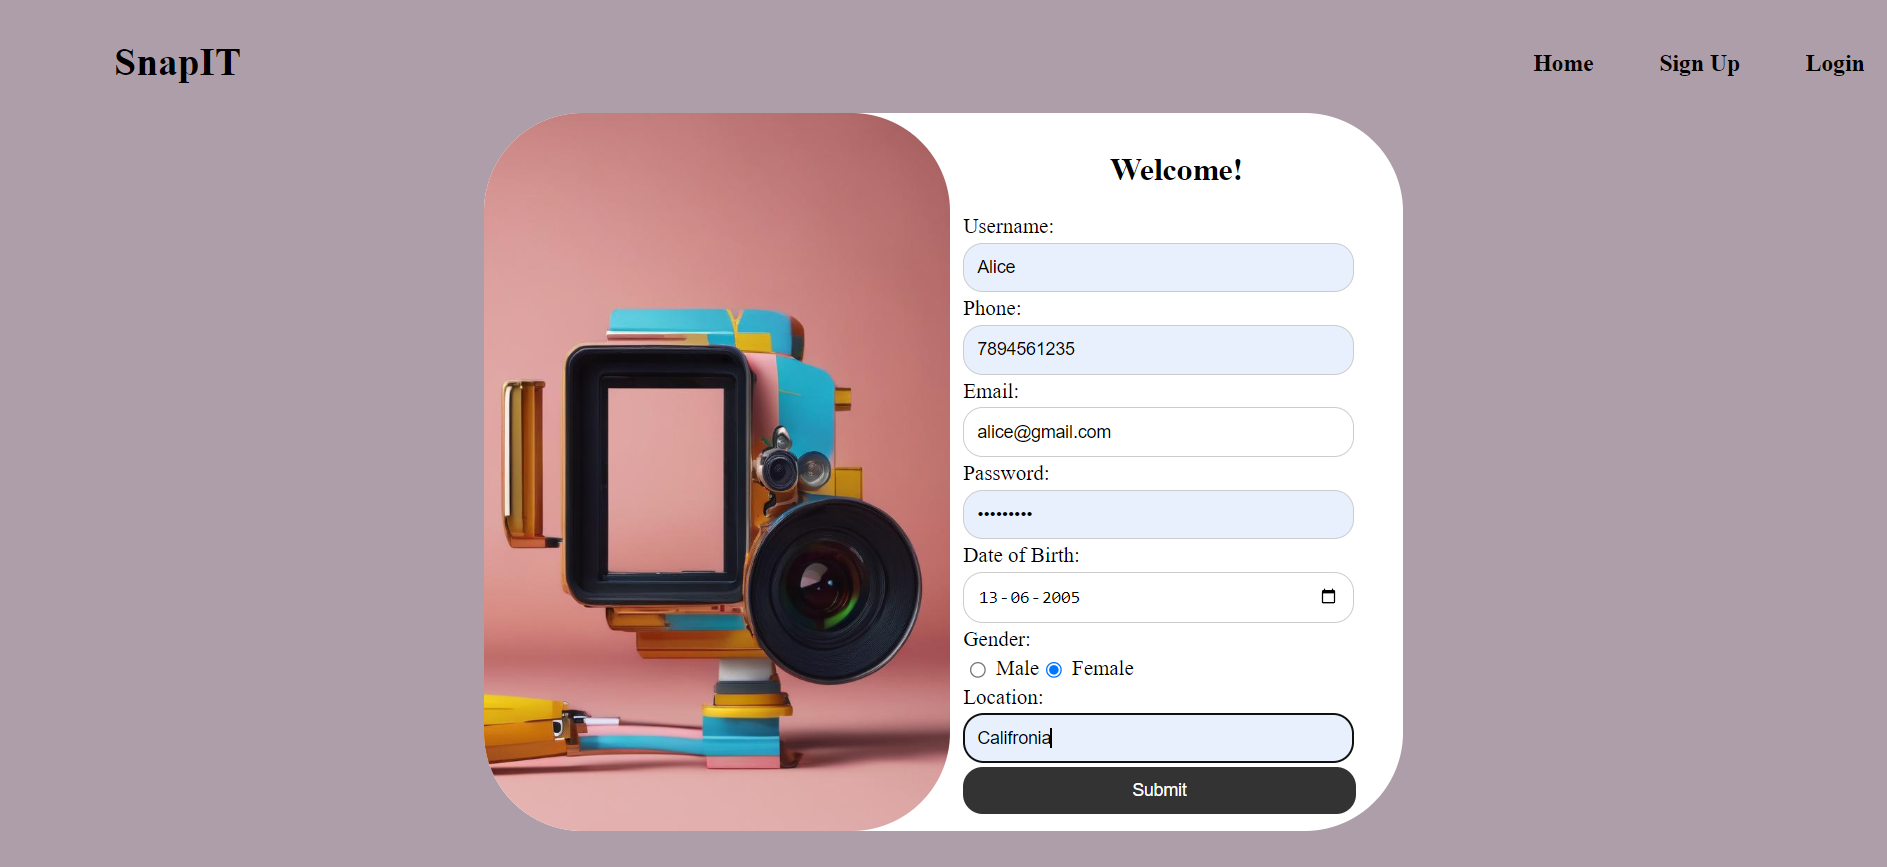 SnapIT
Home Sign Up Login
Welcome!
Username:
Alice
Phone:
7894561235
Email:
alice@gmail.com
Password:
•••••••••
Date of Birth:
13-06-2005
Gender:
Male Female
Location:
Califronia
Submit